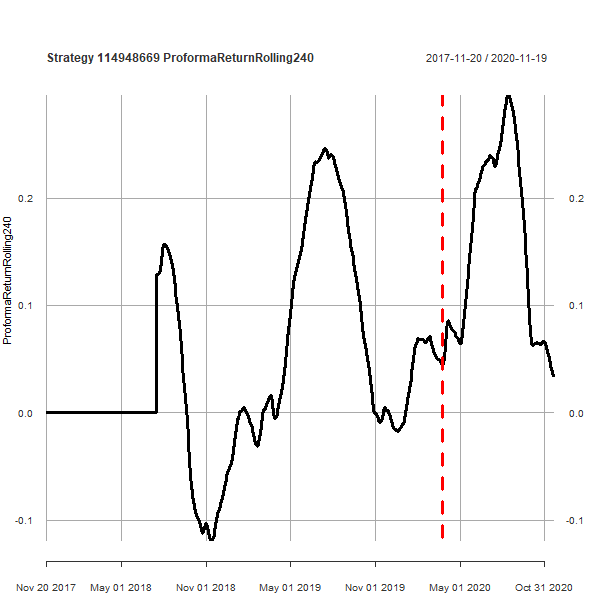 Strategy 114948669 ProformaReturnRolling240
2017-11-20 / 2020-11-19
ProformaReturnRolling240
0.2
0.2
0.1
0.1
0.0
0.0
-0.1
-0.1
Nov 20 2017
May 01 2018
Nov 01 2018
May 01 2019
Nov 01 2019
May 01 2020
Oct 31 2020